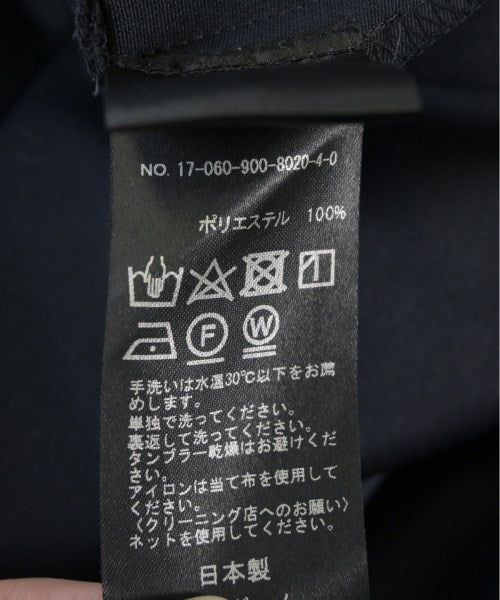 NO. 17-060-900-8020-4-0
ポリエステル 100%
F W
手洗いは水温30℃以下をお薦
めします。
単独で洗ってください。
裏返して洗ってください。
タンブラー乾燥はお避けくだ
さい。
アイロンは当て布を使用して
ください。
〈クリーニング店へのお願い〉
ネットを使用してください。
日本製